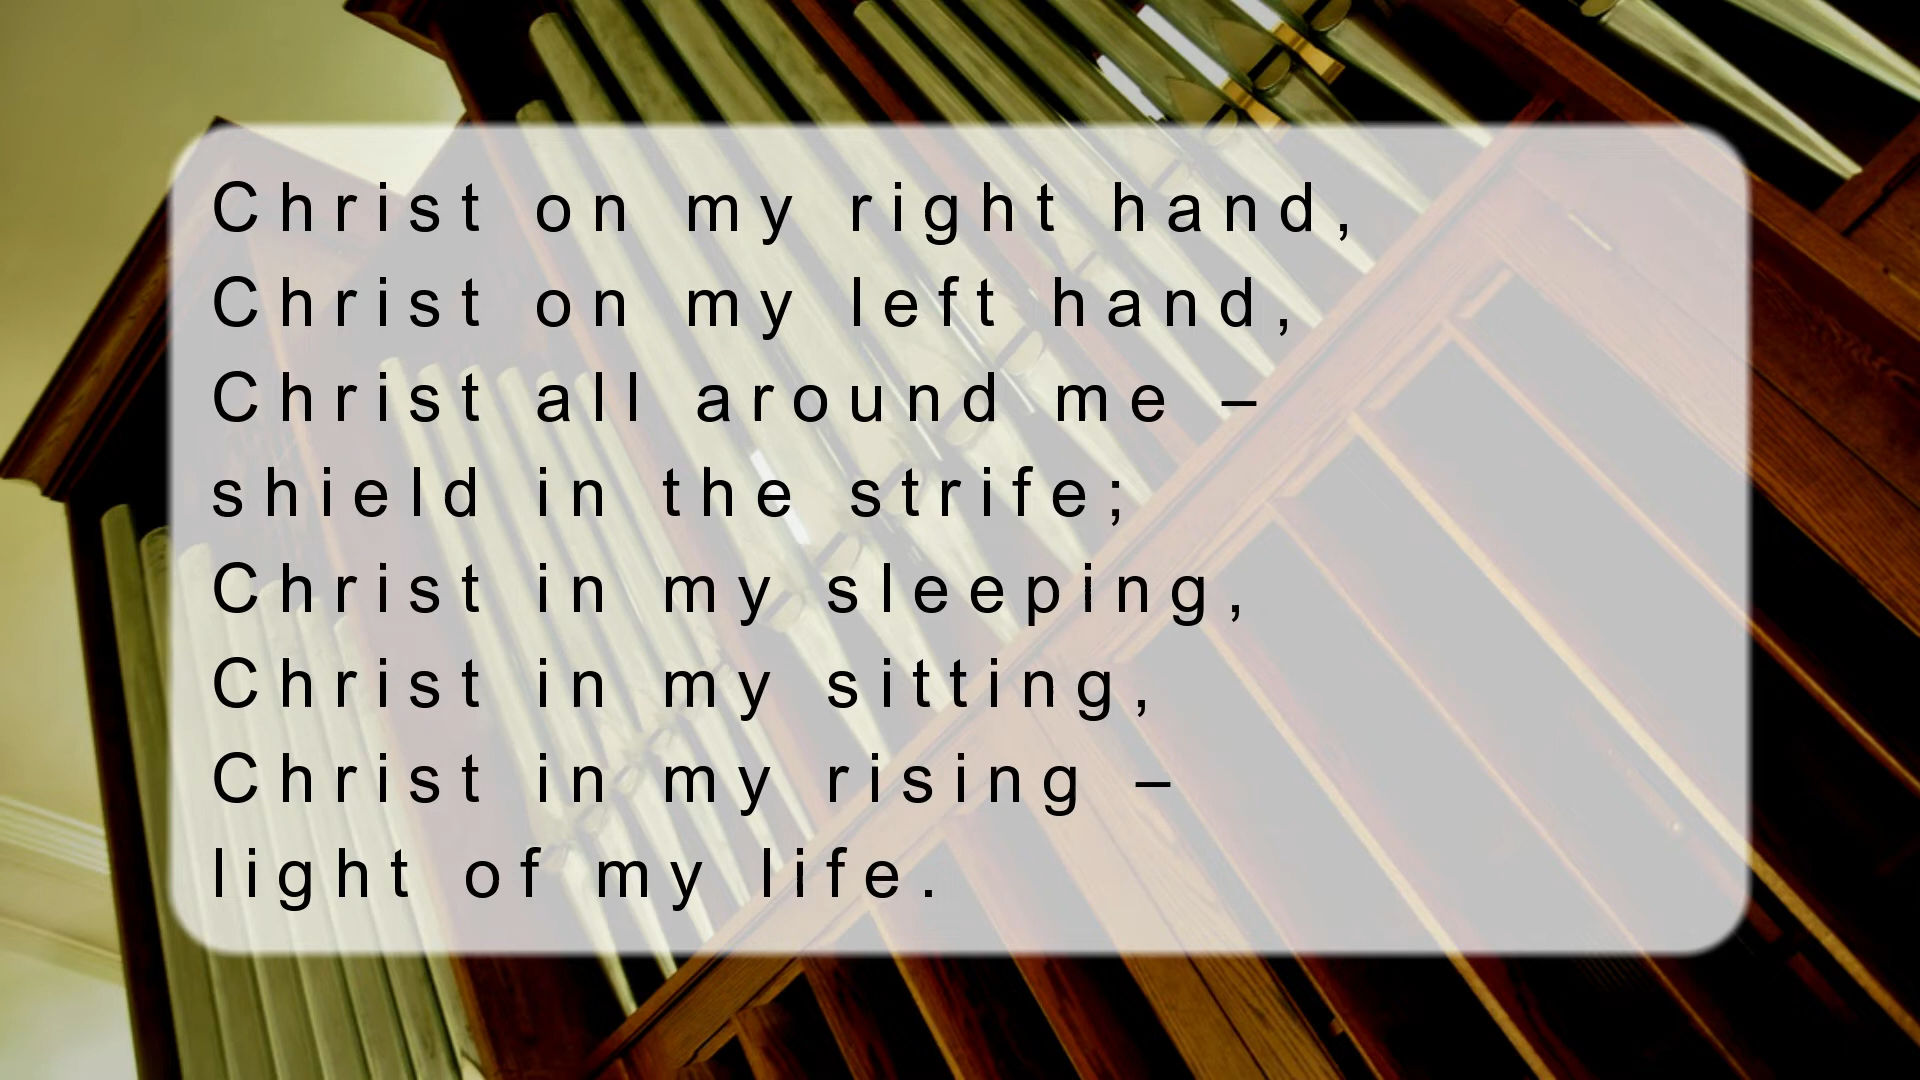 Christ on my right hand,
Christ on my left hand,
Christ all around me –
shield in the strife;
Christ in my sleeping,
Christ in my sitting,
Christ in my rising –
light of my life.